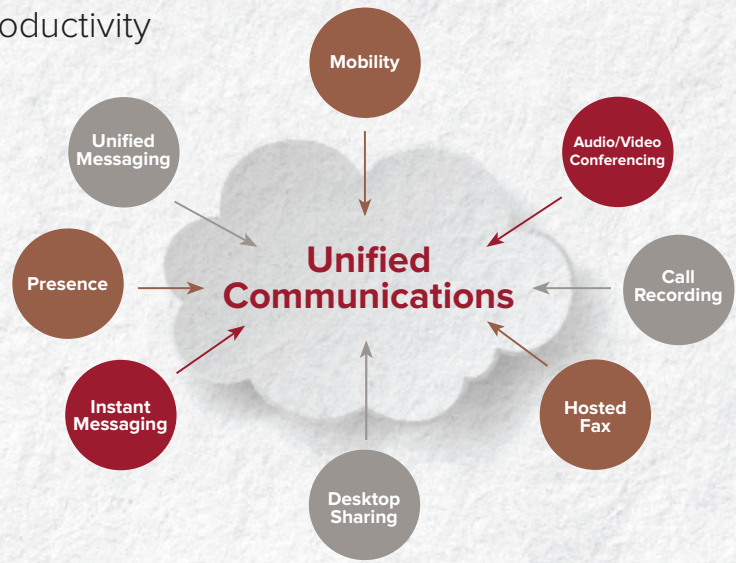 oductivity
Mobility
Unified
Messaging
Audio/Video
Conferencing
Presence
Unified
Communications
Call
Recording
Instant
Messaging
Hosted
Fax
Desktop
Sharing